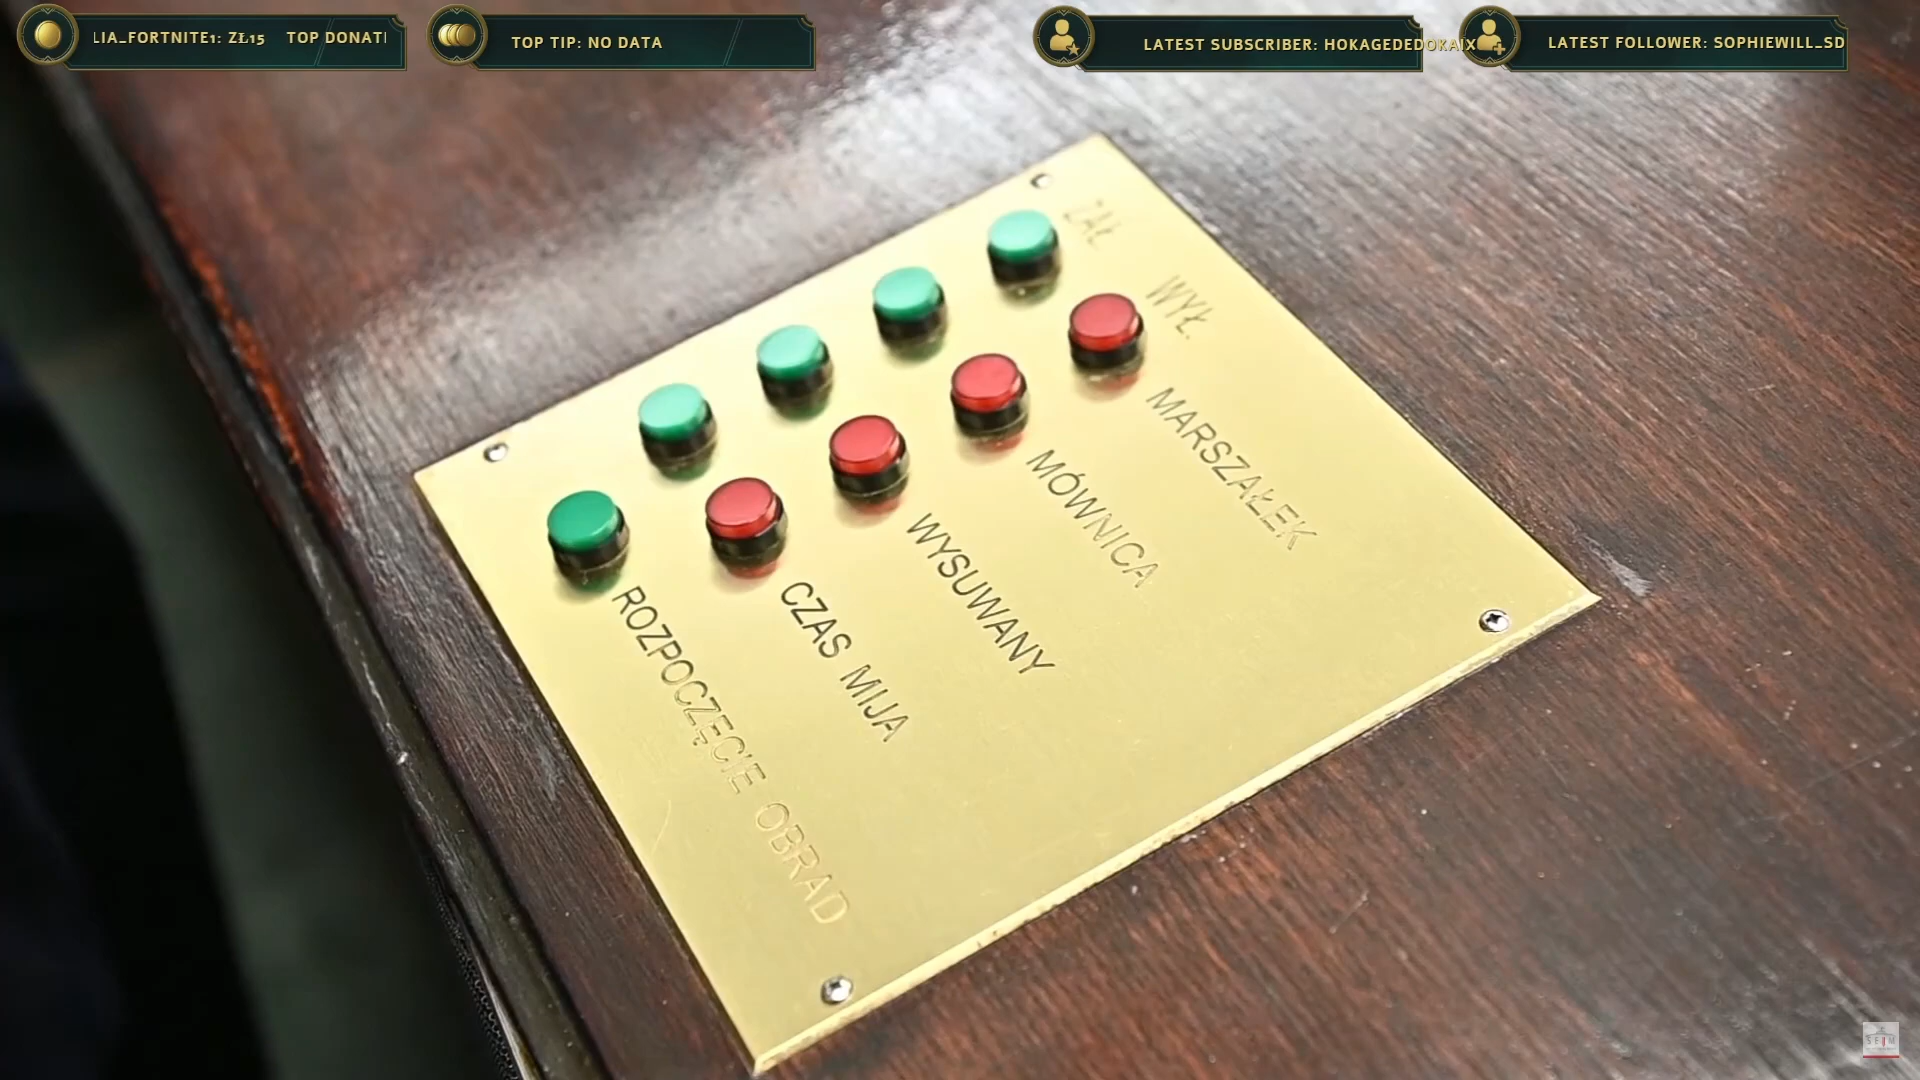 LIA_FORTNITE1: ZŁ15 TOP DONATI
TOP TIP: NO DATA
LATEST SUBSCRIBER: HOKAGEDEDOKAIX
LATEST FOLLOWER: SOPHIEWILL_SD
ZAŁ
WYŁ.
MARSZAŁEK
MÓWNICA
WYSUWANY
CZAS MIJA
ROZPOCZĘCIE OBRAD
SEJM